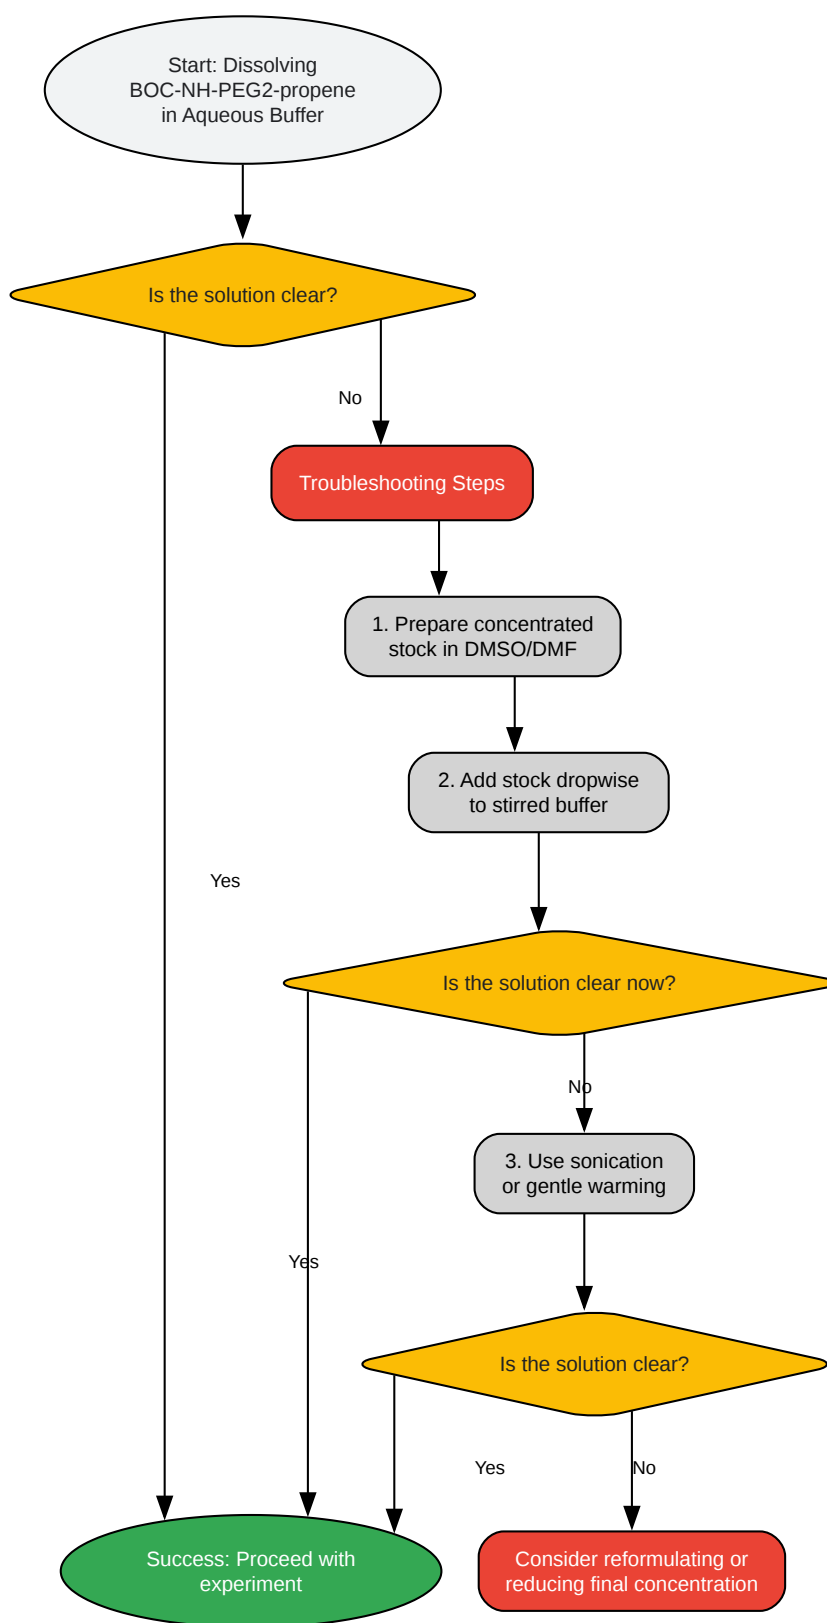 Start: Dissolving
BOC-NH-PEG2-propene
in Aqueous Buffer
Is the solution clear?
No
Troubleshooting Steps
1. Prepare concentrated
stock in DMSO/DMF
2. Add stock dropwise
to stirred buffer
Yes
Is the solution clear now?
No
3. Use sonication
or gentle warming
Yes
Is the solution clear?
Yes
No
Success: Proceed with
experiment
Consider reformulating or
reducing final concentration